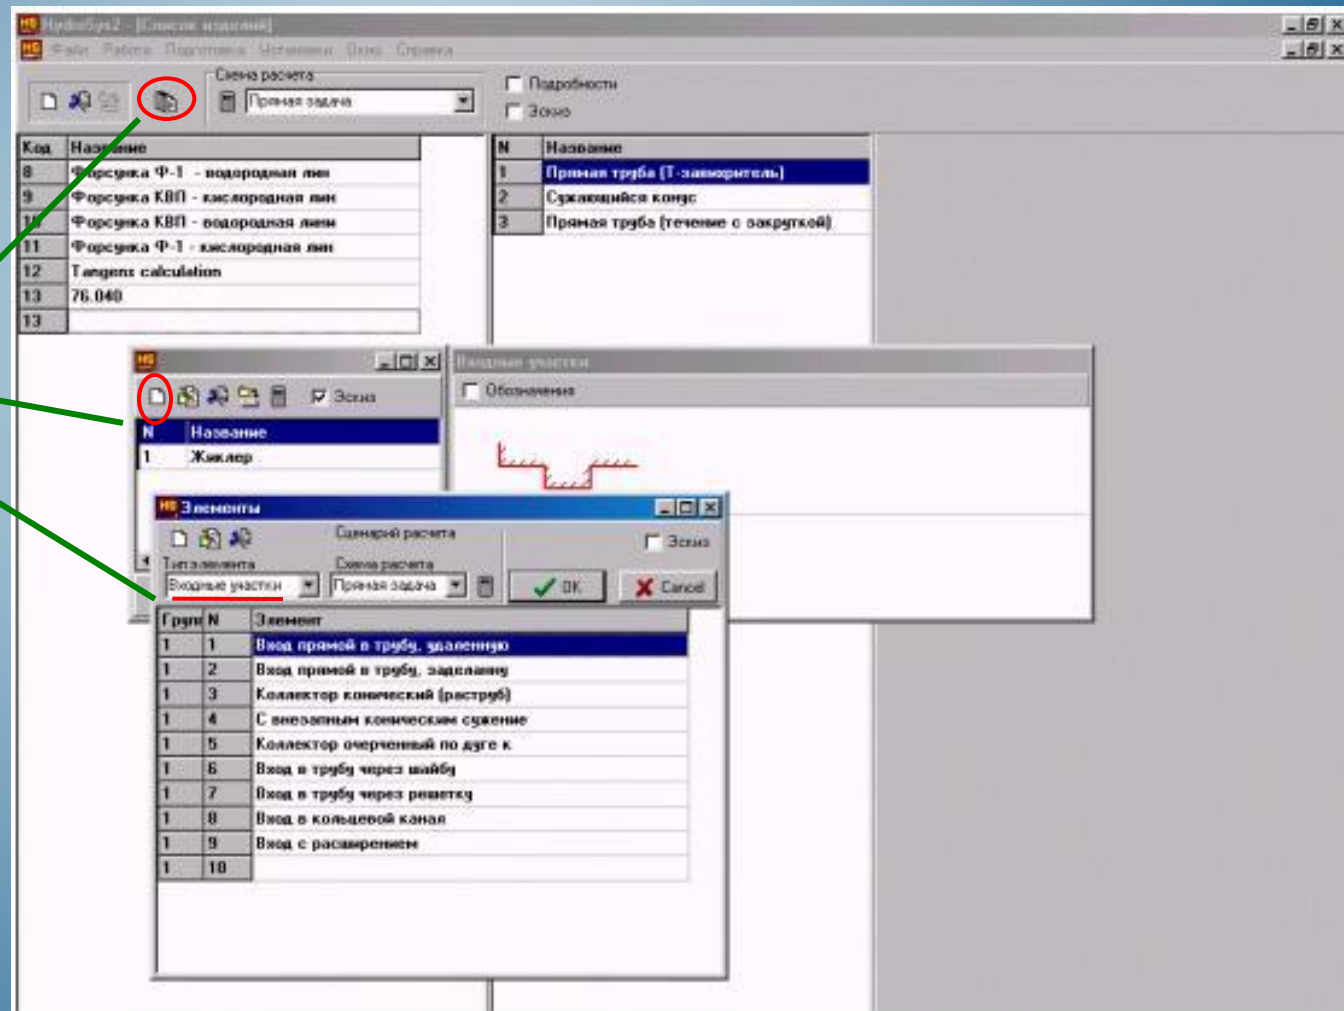 HydroSys2 - [Список изделий]
Файл Работа Подготовка Установки Окно Справка
Схема расчета
Прямая задача
Подробности
Эскиз
Код Название
8 Форсунка Ф-1 - водородная лин
9 Форсунка КВП - кислородная лин
10 Форсунка КВП - водородная лини
11 Форсунка Ф-1 - кислородная лин
12 Tangens calculation
13 76.040
13
N Название
1 Прямая труба (Т-завихритель)
2 Сужающийся конус
3 Прямая труба (течение с закруткой)
Эскиз
N Название
1 Жиклер
Входные участки
Обозначения
Элементы
Сценарий расчета
Эскиз
Тип элемента
Схема расчета
Входные участки
Прямая задача
OK
Cancel
Груп N Элемент
1 1 Вход прямой в трубу, удаленную
1 2 Вход прямой в трубу, заделанну
1 3 Коллектор конический (раструб)
1 4 С внезапным коническим сужение
1 5 Коллектор очерченный по дуге к
1 6 Вход в трубу через шайбу
1 7 Вход в трубу через решетку
1 8 Вход в кольцевой канал
1 9 Вход с расширением
1 10